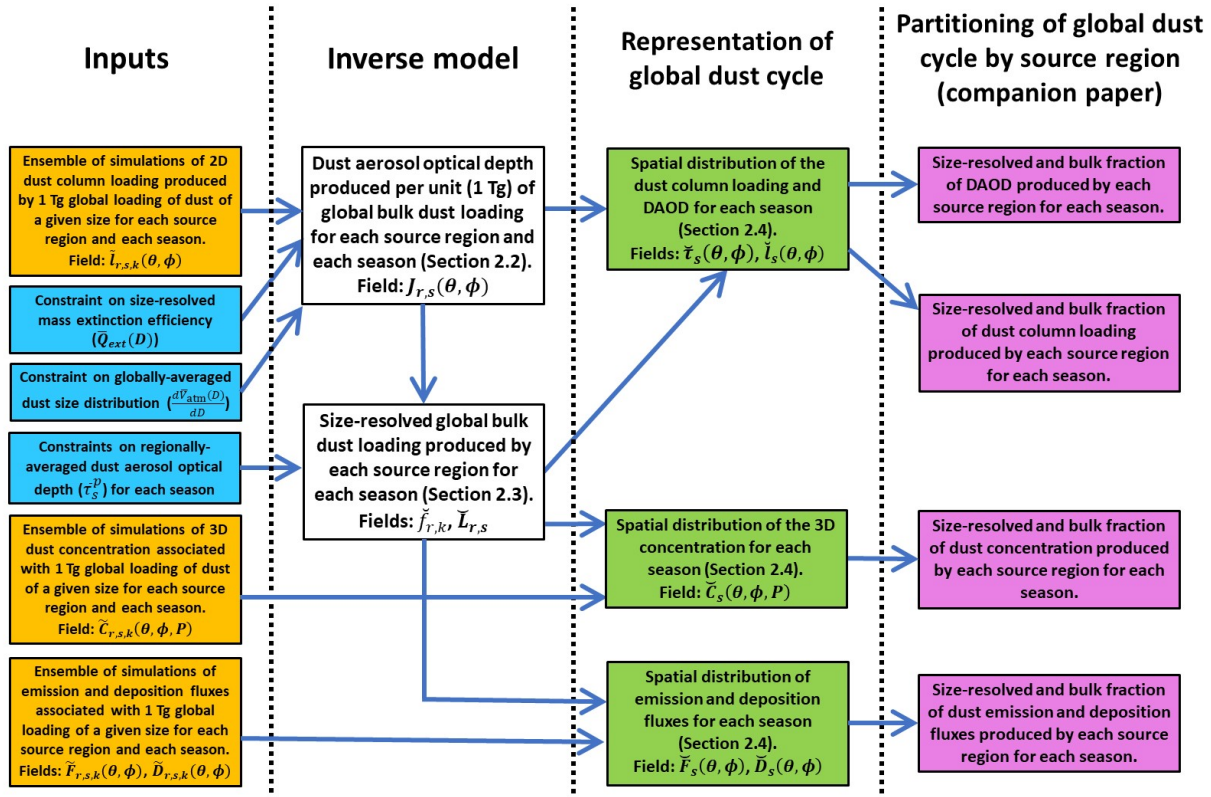 Inputs
Ensemble of simulations of 2D
dust column loading produced
by 1 Tg global loading of dust of
a given size for each source
region and each season.
Field: l̃_{r,s,k}(θ, ϕ)
Constraint on size-resolved
mass extinction efficiency
(Q̅_{ext}(D))
Constraint on globally-averaged
dust size distribution (dV̅_{atm}(D)/dD)
Constraints on regionally-
averaged dust aerosol optical
depth (τ̅_s^p) for each season
Ensemble of simulations of 3D
dust concentration associated
with 1 Tg global loading of dust
of a given size for each source
region and each season.
Field: C̃_{r,s,k}(θ, ϕ, P)
Ensemble of simulations of
emission and deposition fluxes
associated with 1 Tg global
loading of a given size for each
source region and each season.
Fields: F̃_{r,s,k}(θ, ϕ), D̃_{r,s,k}(θ, ϕ)
Inverse model
Dust aerosol optical depth
produced per unit (1 Tg) of
global bulk dust loading
for each source region and
each season (Section 2.2).
Field: J_{r,s}(θ, ϕ)
Size-resolved global bulk
dust loading produced by
each source region for
each season (Section 2.3).
Fields: f̆_{r,k}, L̆_{r,s}
Representation of
global dust cycle
Spatial distribution of the
dust column loading and
DAOD for each season
(Section 2.4).
Fields: τ̆_s(θ, ϕ), l̆_s(θ, ϕ)
Spatial distribution of the 3D
concentration for each
season (Section 2.4).
Field: C̆_s(θ, ϕ, P)
Spatial distribution of
emission and deposition
fluxes for each season
(Section 2.4).
Field: F̆_s(θ, ϕ), D̆_s(θ, ϕ)
Partitioning of global dust
cycle by source region
(companion paper)
Size-resolved and bulk fraction
of DAOD produced by each
source region for each season.
Size-resolved and bulk fraction
of dust column loading
produced by each source region
for each season.
Size-resolved and bulk fraction
of dust concentration produced
by each source region for each
season.
Size-resolved and bulk fraction
of dust emission and deposition
fluxes produced by each source
region for each season.